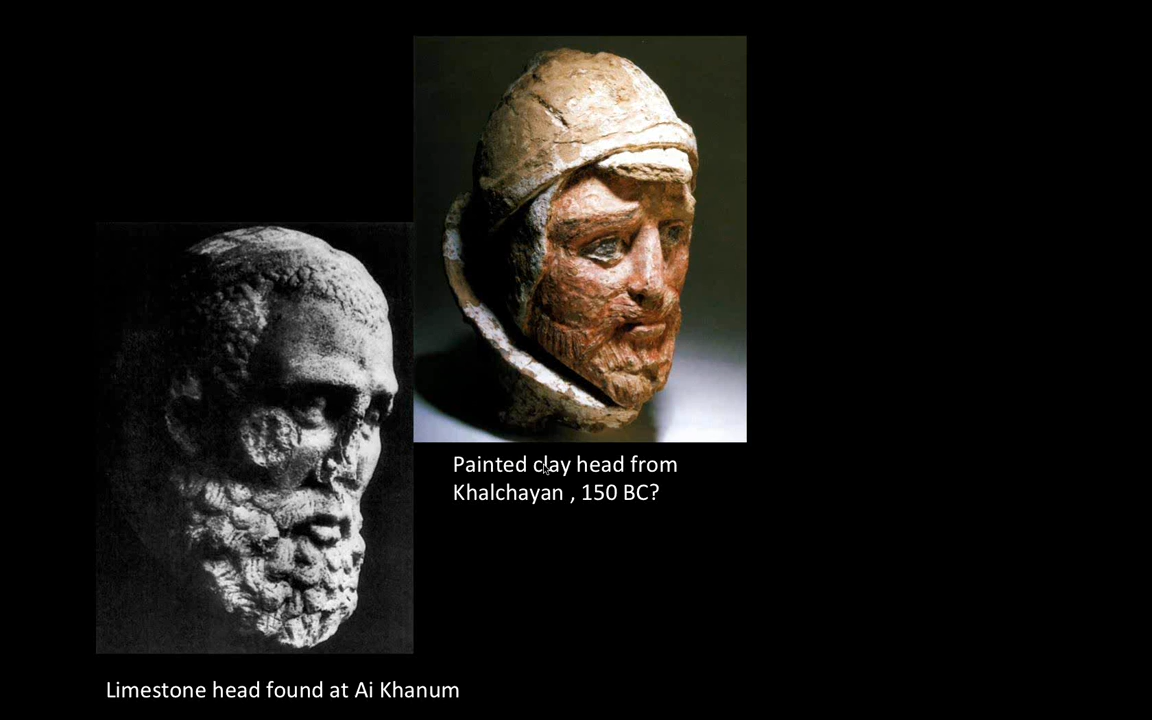 Painted clay head from
Khalchayan , 150 BC?
Limestone head found at Ai Khanum